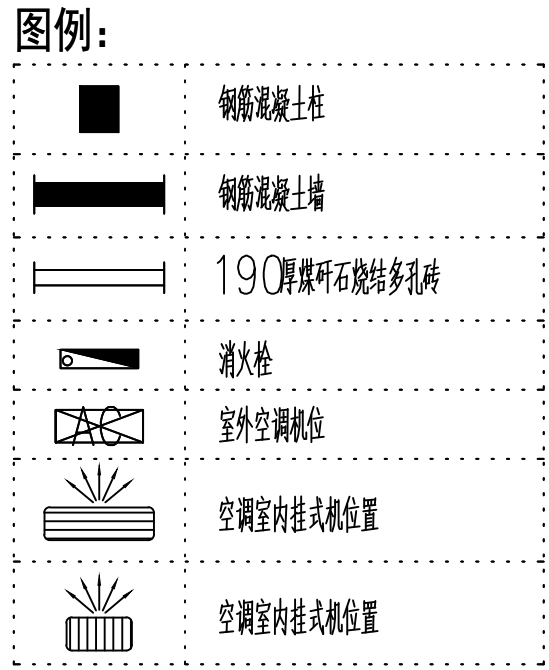 图例:
钢筋混凝土柱
钢筋混凝土墙
190厚煤矸石烧结多孔砖
消火栓
AC
室外空调机位
空调室内挂式机位置
空调室内挂式机位置